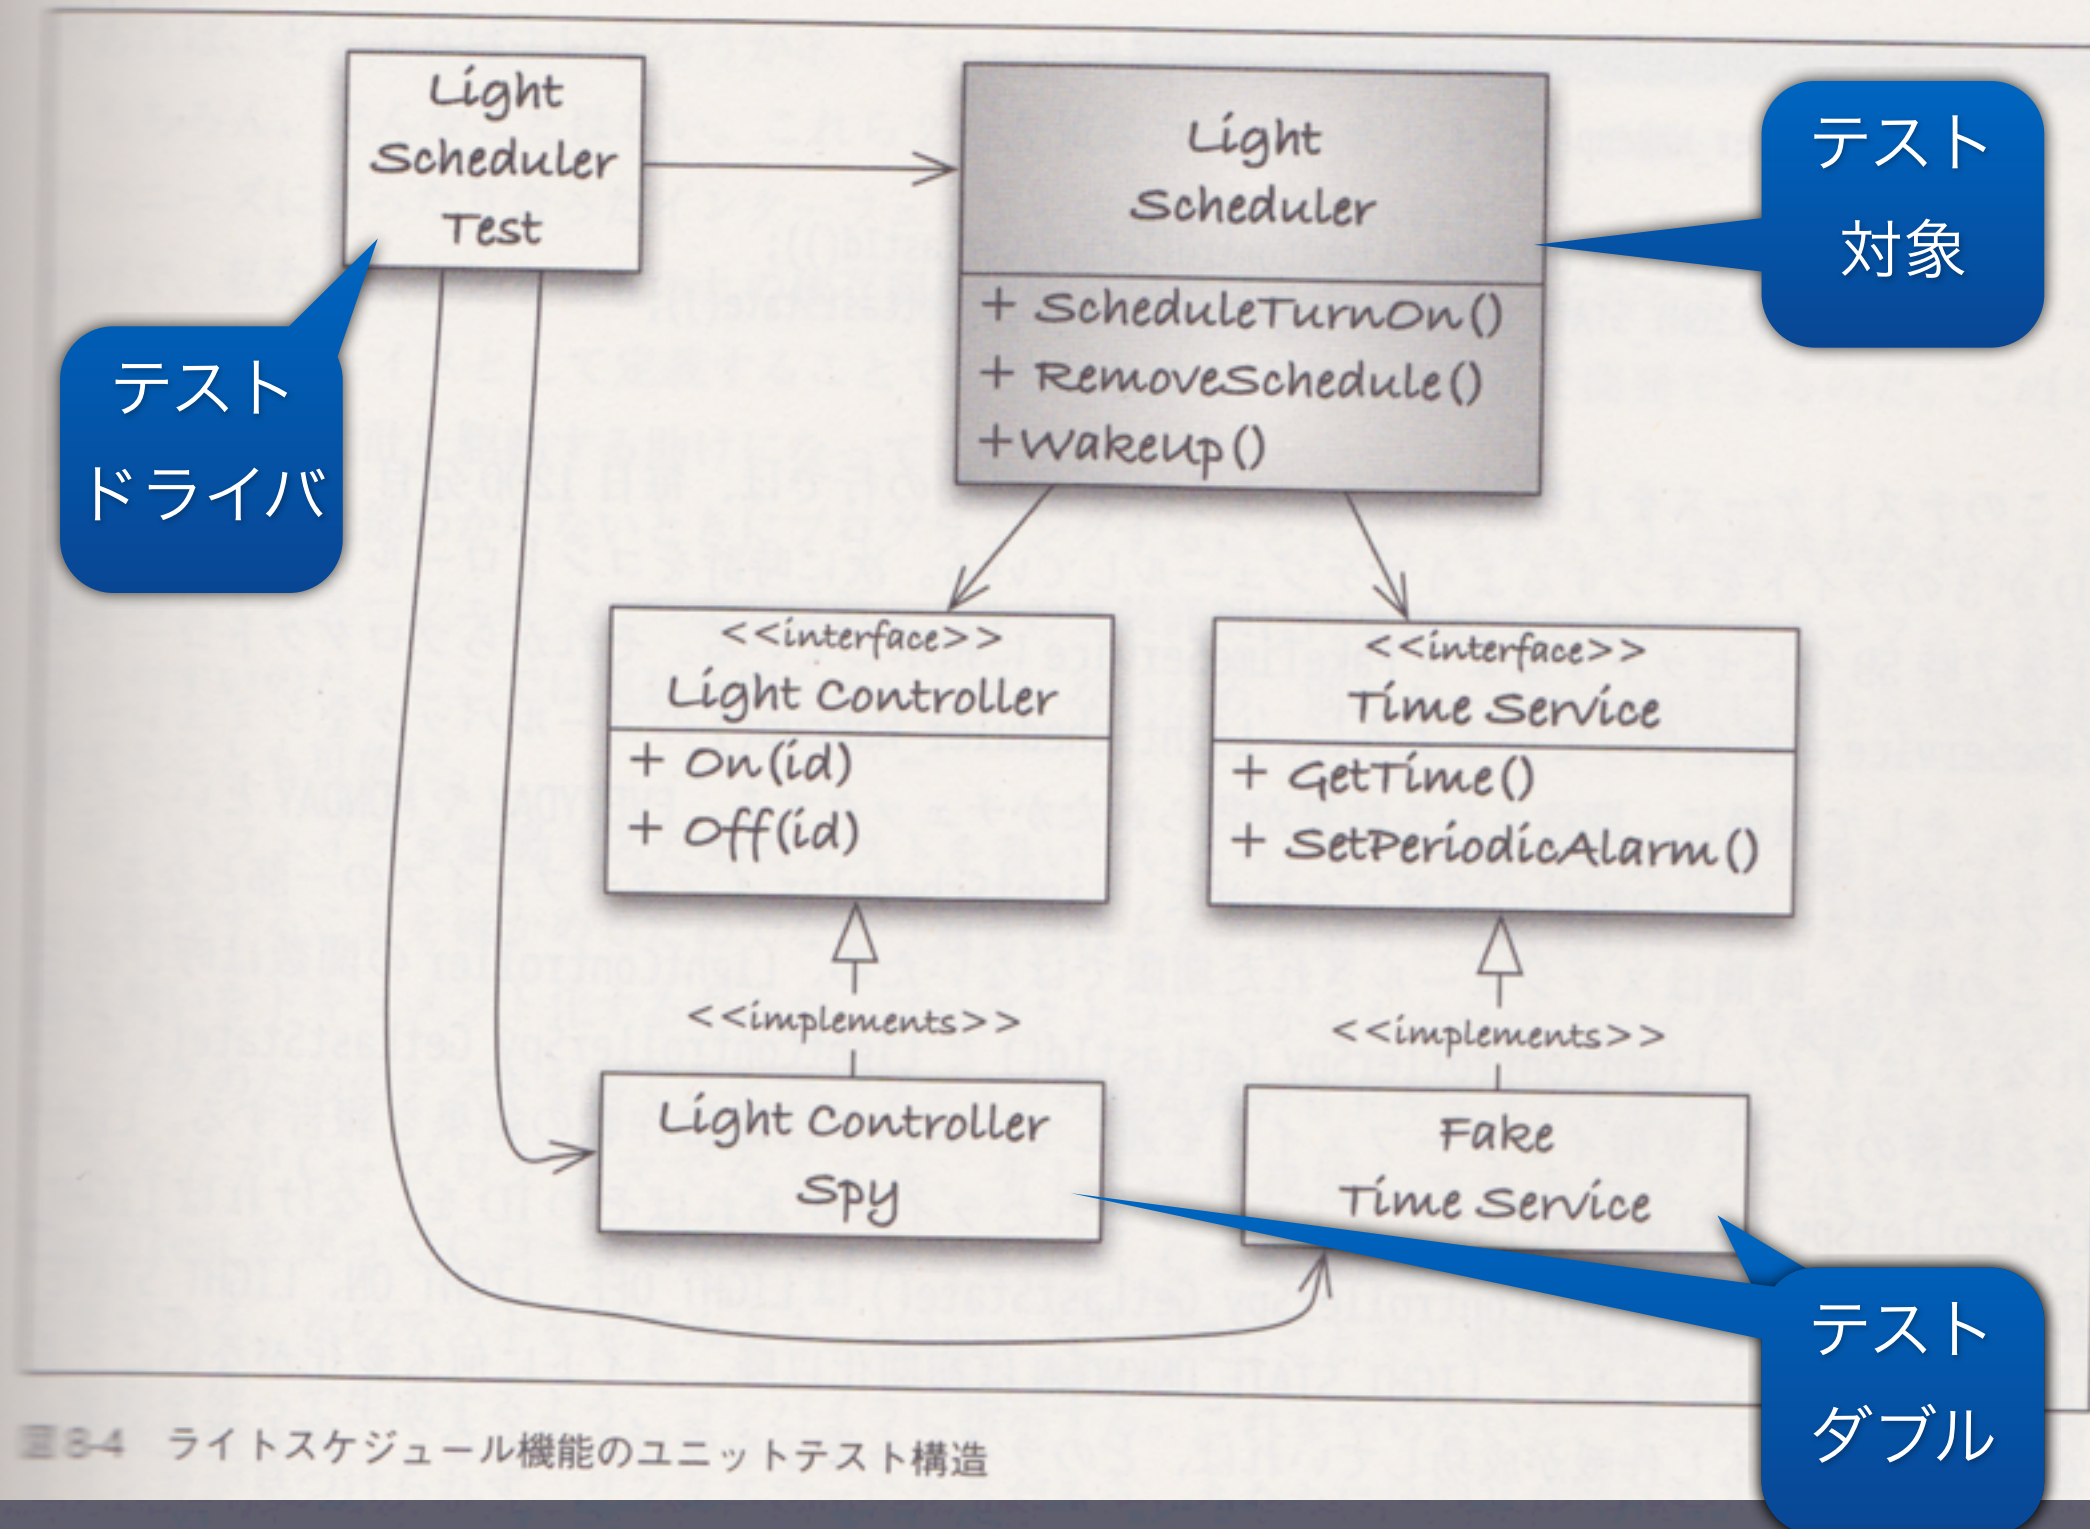 Light
Scheduler
Test
Light
Scheduler
+ ScheduleTurnOn()
+ RemoveSchedule()
+WakeUp()
テスト
対象
テスト
ドライバ
<<interface>>
Light Controller
+ On(id)
+ Off(id)
<<interface>>
Time Service
+ GetTime()
+ SetPeriodicAlarm()
<<implements>>
<<implements>>
Light Controller
Spy
Fake
Time Service
テスト
ダブル
図8-4 ライトスケジュール機能のユニットテスト構造